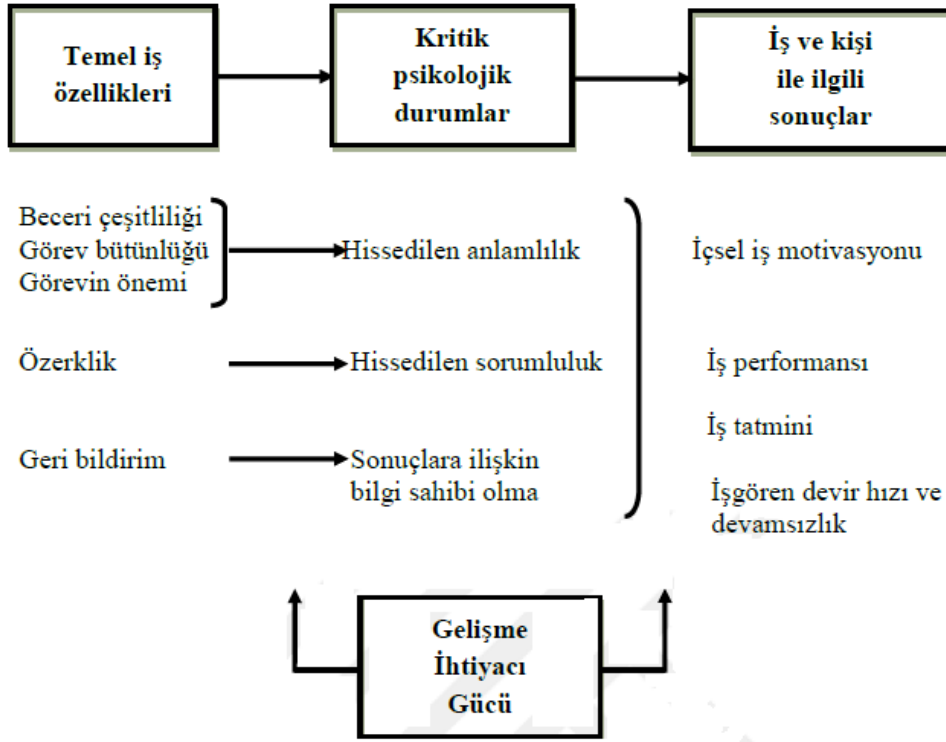 Temel iş
özellikleri
Kritik
psikolojik
durumlar
İş ve kişi
ile ilgili
sonuçlar
Beceri çeşitliliği
Görev bütünlüğü
Görevin önemi
Hissedilen anlamlılık
İçsel iş motivasyonu
Özerklik
Hissedilen sorumluluk
İş performansı
İş tatmini
Geri bildirim
Sonuçlara ilişkin
bilgi sahibi olma
İşgören devir hızı ve
devamsızlık
Gelişme
İhtiyacı
Gücü